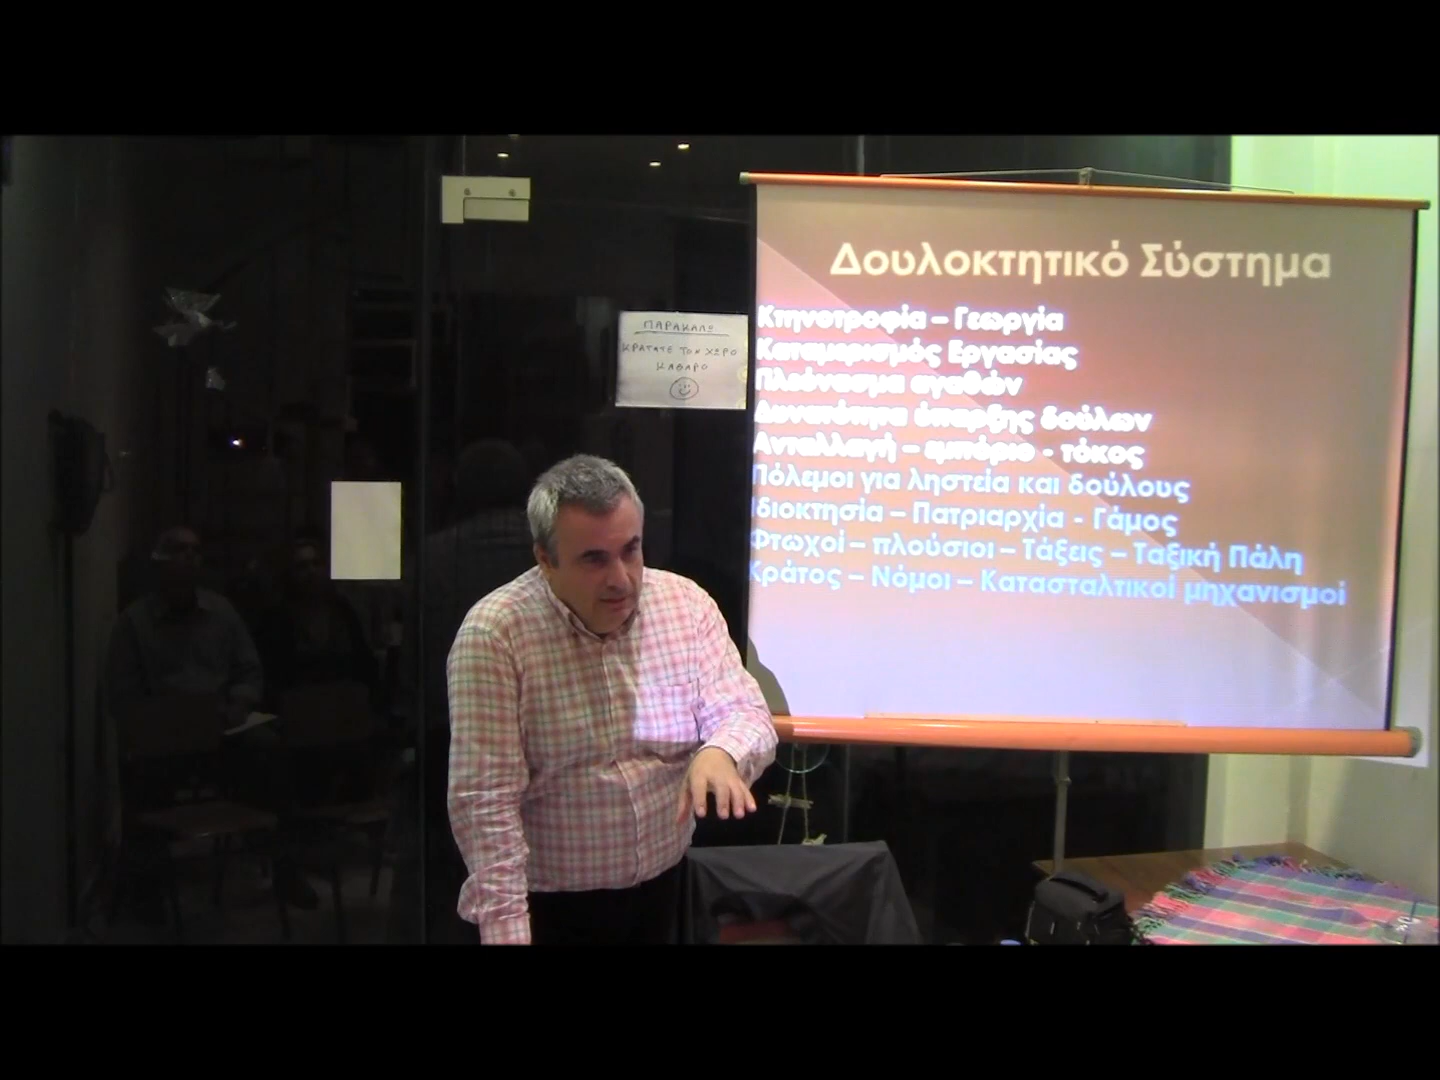 Δουλοκτητικό Σύστημα
Κτηνοτροφία – Γεωργία
Καταμερισμός Εργασίας
Πλεόνασμα αγαθών
Δυνατότητα ύπαρξης δούλων
Ανταλλαγή – εμπόριο - τόκος
Πόλεμοι για ληστεία και δούλους
Ιδιοκτησία – Πατριαρχία - Γάμος
Φτωχοί – πλούσιοι – Τάξεις – Ταξική Πάλη
Κράτος – Νόμοι – Κατασταλτικοί μηχανισμοί
ΠΑΡΑΚΑΛΩ
ΚΡΑΤΑΤΕ ΤΟΝ ΧΩΡΟ
ΚΑΘΑΡΟ